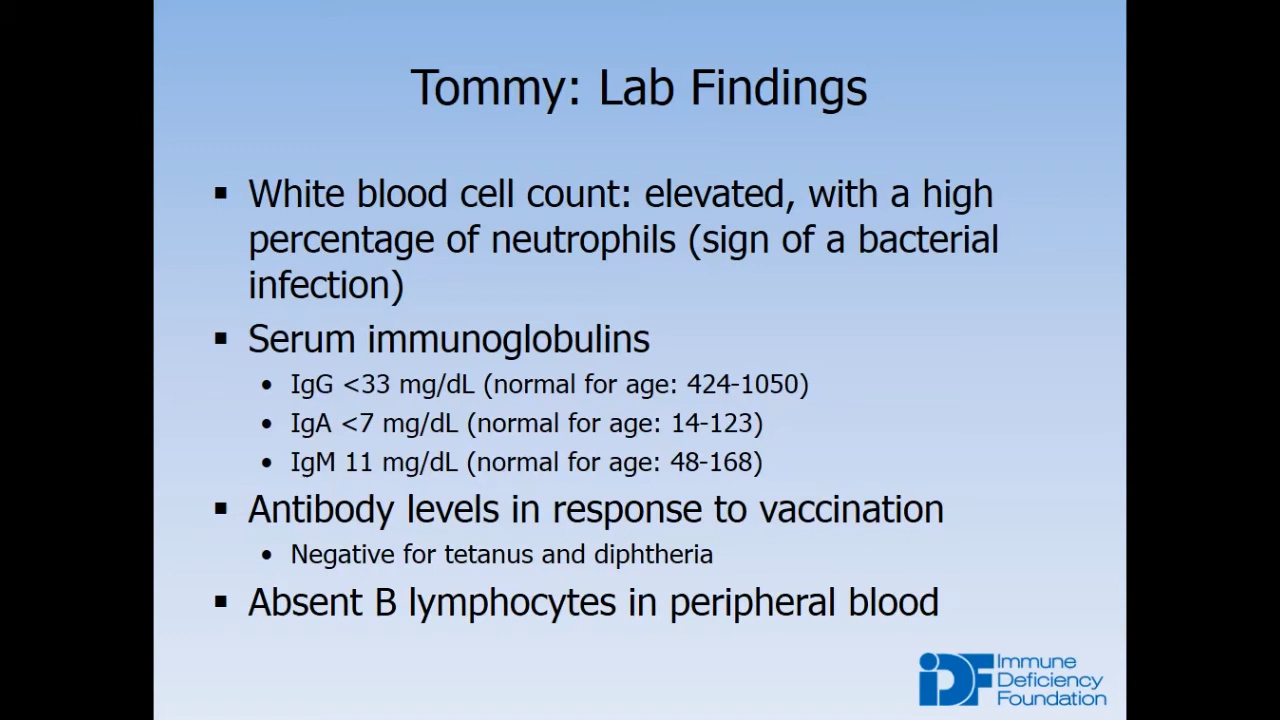 Tommy: Lab Findings
▪ White blood cell count: elevated, with a high
percentage of neutrophils (sign of a bacterial
infection)
▪ Serum immunoglobulins
• IgG <33 mg/dL (normal for age: 424-1050)
• IgA <7 mg/dL (normal for age: 14-123)
• IgM 11 mg/dL (normal for age: 48-168)
▪ Antibody levels in response to vaccination
• Negative for tetanus and diphtheria
▪ Absent B lymphocytes in peripheral blood
iDF Immune
Deficiency
Foundation